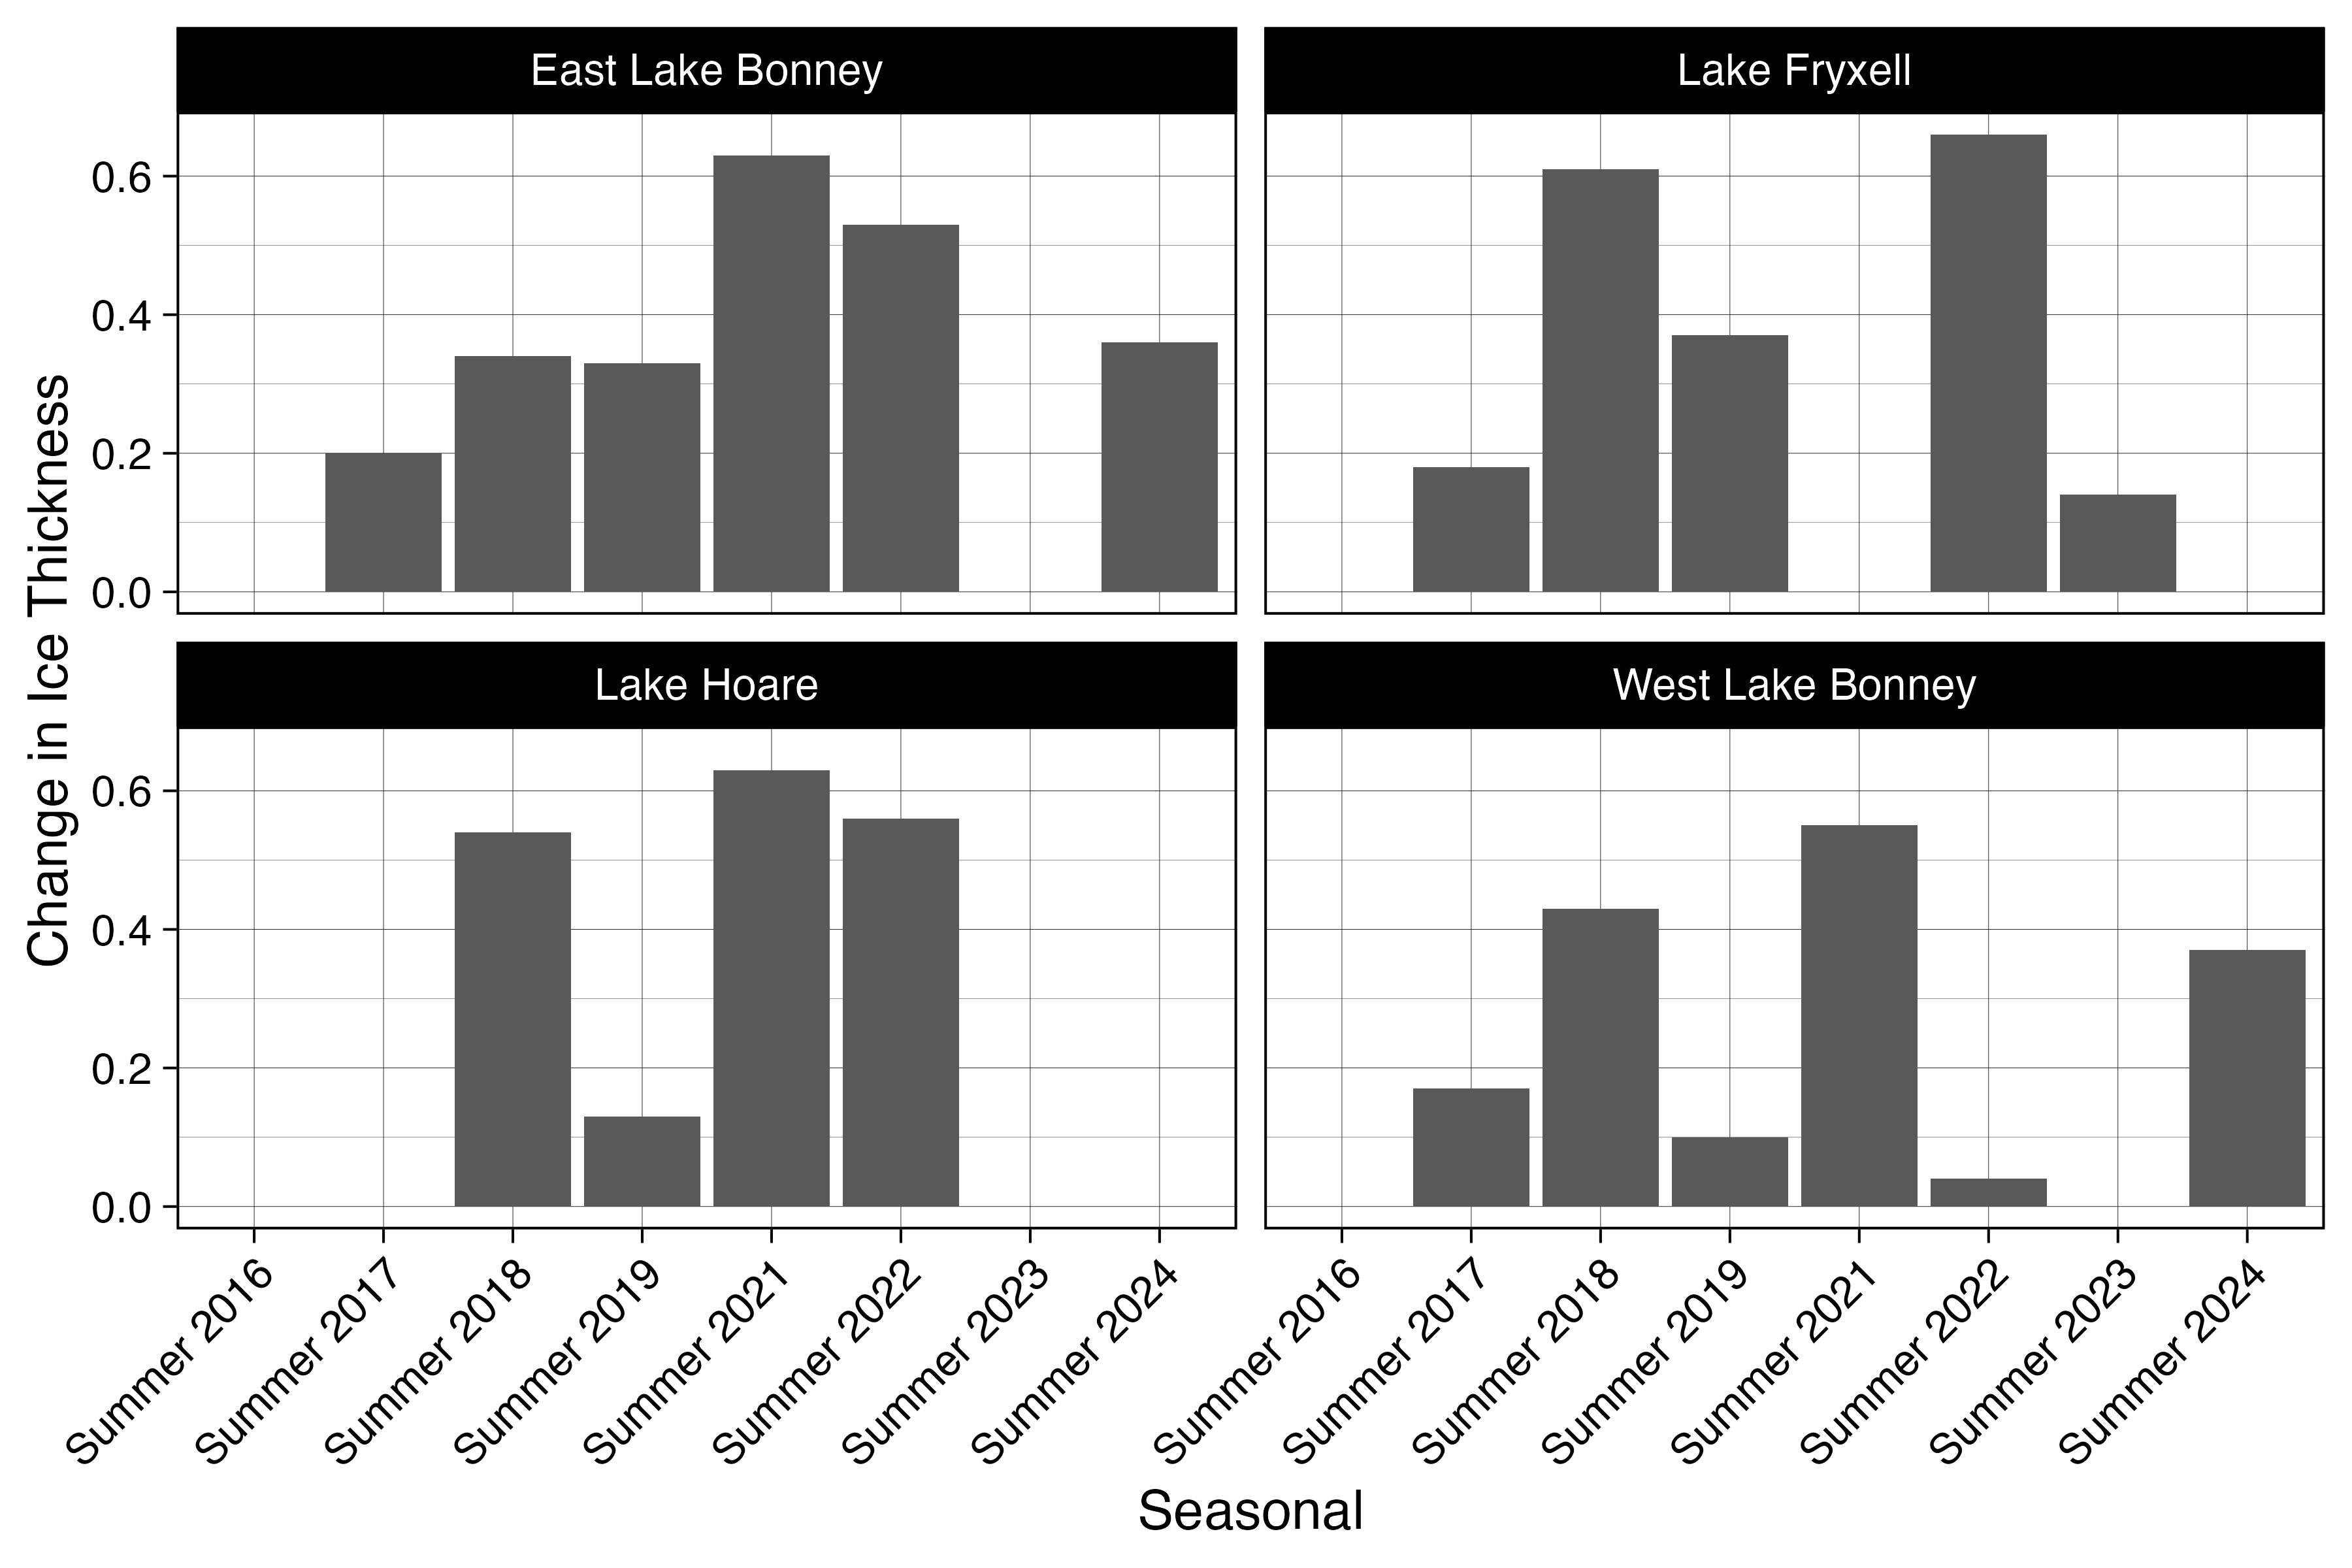 East Lake Bonney
Lake Fryxell
0.6
0.4
0.2
0.0
Lake Hoare
West Lake Bonney
0.6
0.4
0.2
0.0
Change in Ice Thickness
Summer 2016
Summer 2017
Summer 2018
Summer 2019
Summer 2021
Summer 2022
Summer 2023
Summer 2024
Summer 2016
Summer 2017
Summer 2018
Summer 2019
Summer 2021
Summer 2022
Summer 2023
Summer 2024
Seasonal